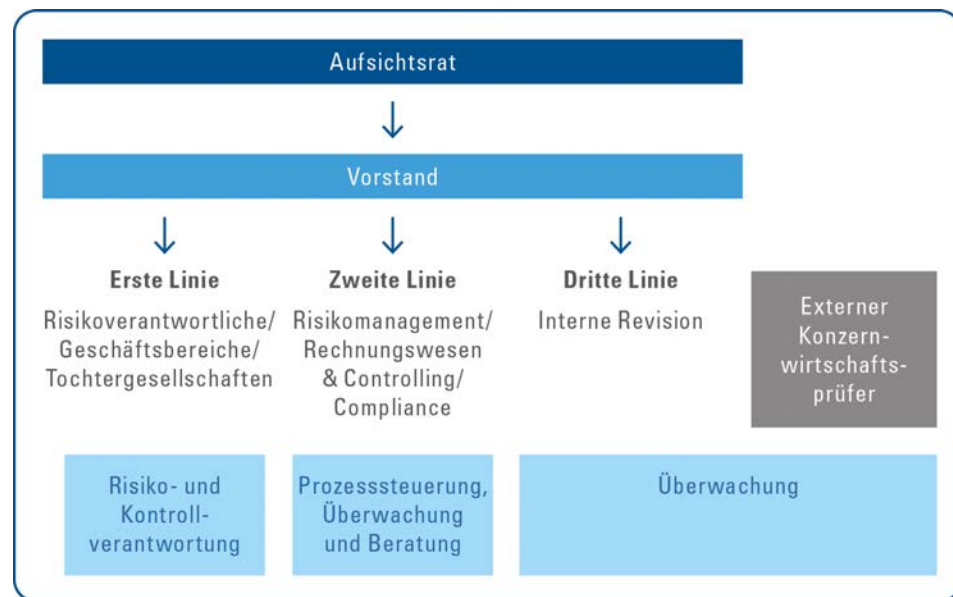 Aufsichtsrat
Vorstand
Erste Linie
Risikoverantwortliche/
Geschäftsbereiche/
Tochtergesellschaften
Zweite Linie
Risikomanagement/
Rechnungswesen
& Controlling/
Compliance
Dritte Linie
Interne Revision
Externer
Konzern-
wirtschafts-
prüfer
Risiko- und
Kontroll-
verantwortung
Prozesssteuerung,
Überwachung
und Beratung
Überwachung